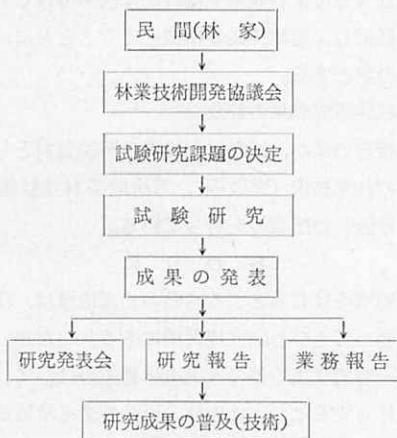 民間(林家)
林業技術開発協議会
試験研究課題の決定
試験研究
成果の発表
研究発表会 研究報告 業務報告
研究成果の普及(技術)